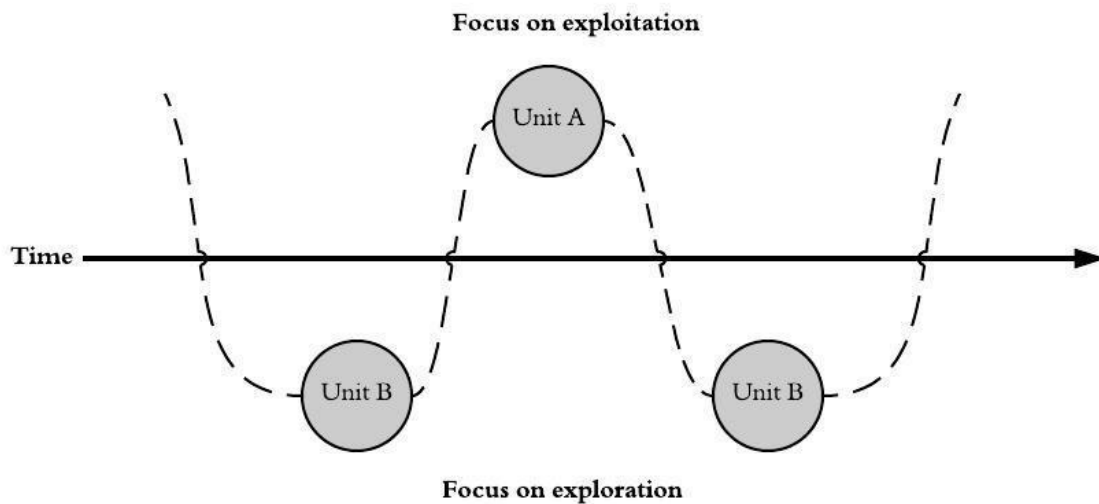 Focus on exploitation
Unit A
Time
Unit B
Unit B
Focus on exploration